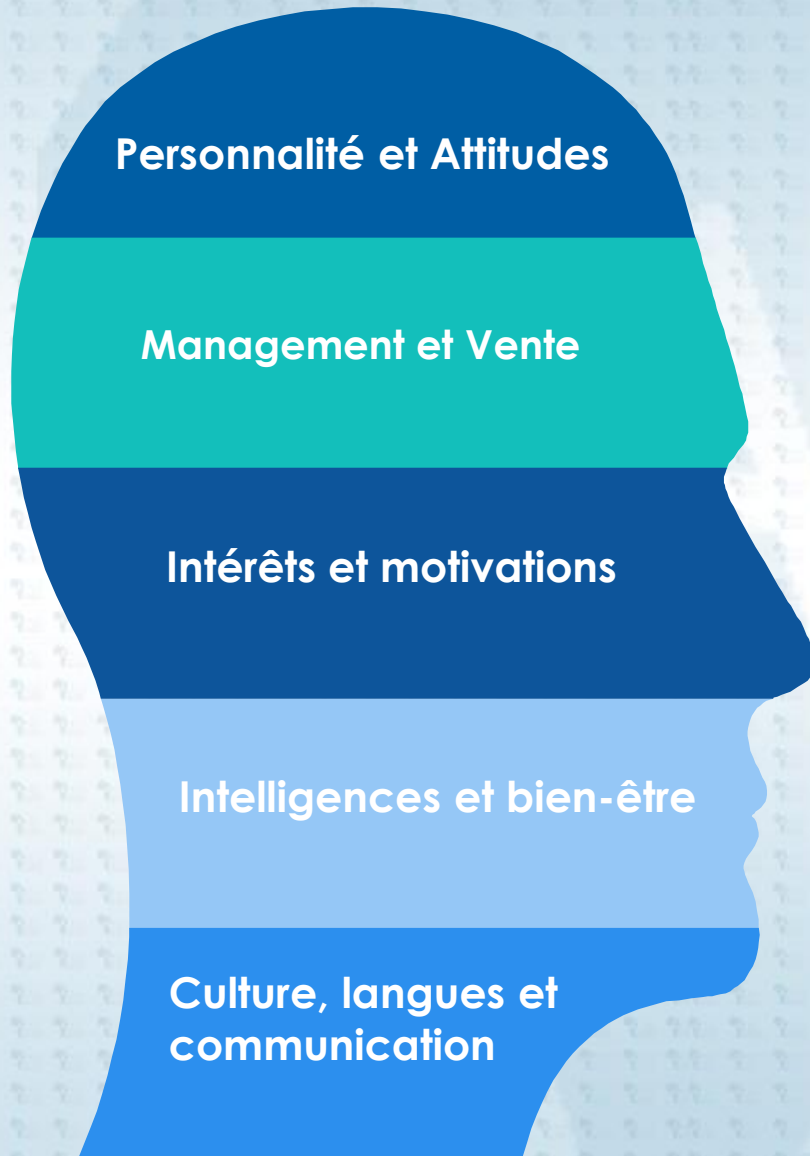 Personnalité et Attitudes
Management et Vente
Intérêts et motivations
Intelligences et bien-être
Culture, langues et
communication